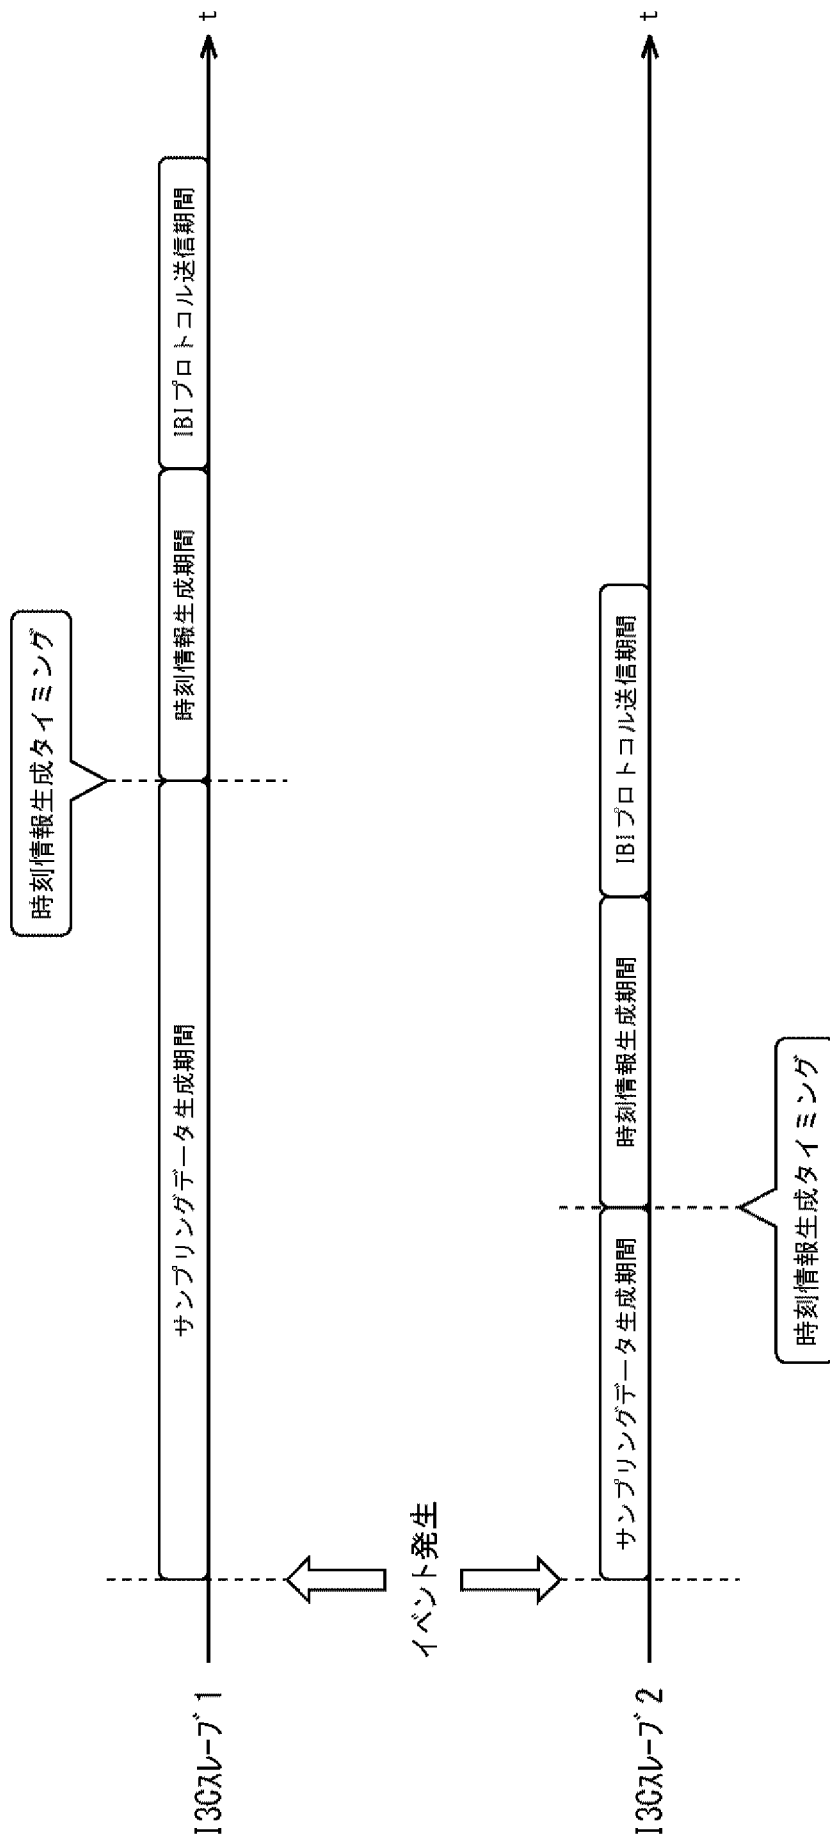 時刻情報生成タイミング
サンプリングデータ生成期間
時刻情報生成期間
IBIプロトコル送信期間
t
I3Cｽﾚｰﾌﾞ1
イベント発生
サンプリングデータ生成期間
時刻情報生成期間
IBIプロトコル送信期間
t
I3Cｽﾚｰﾌﾞ2
時刻情報生成タイミング